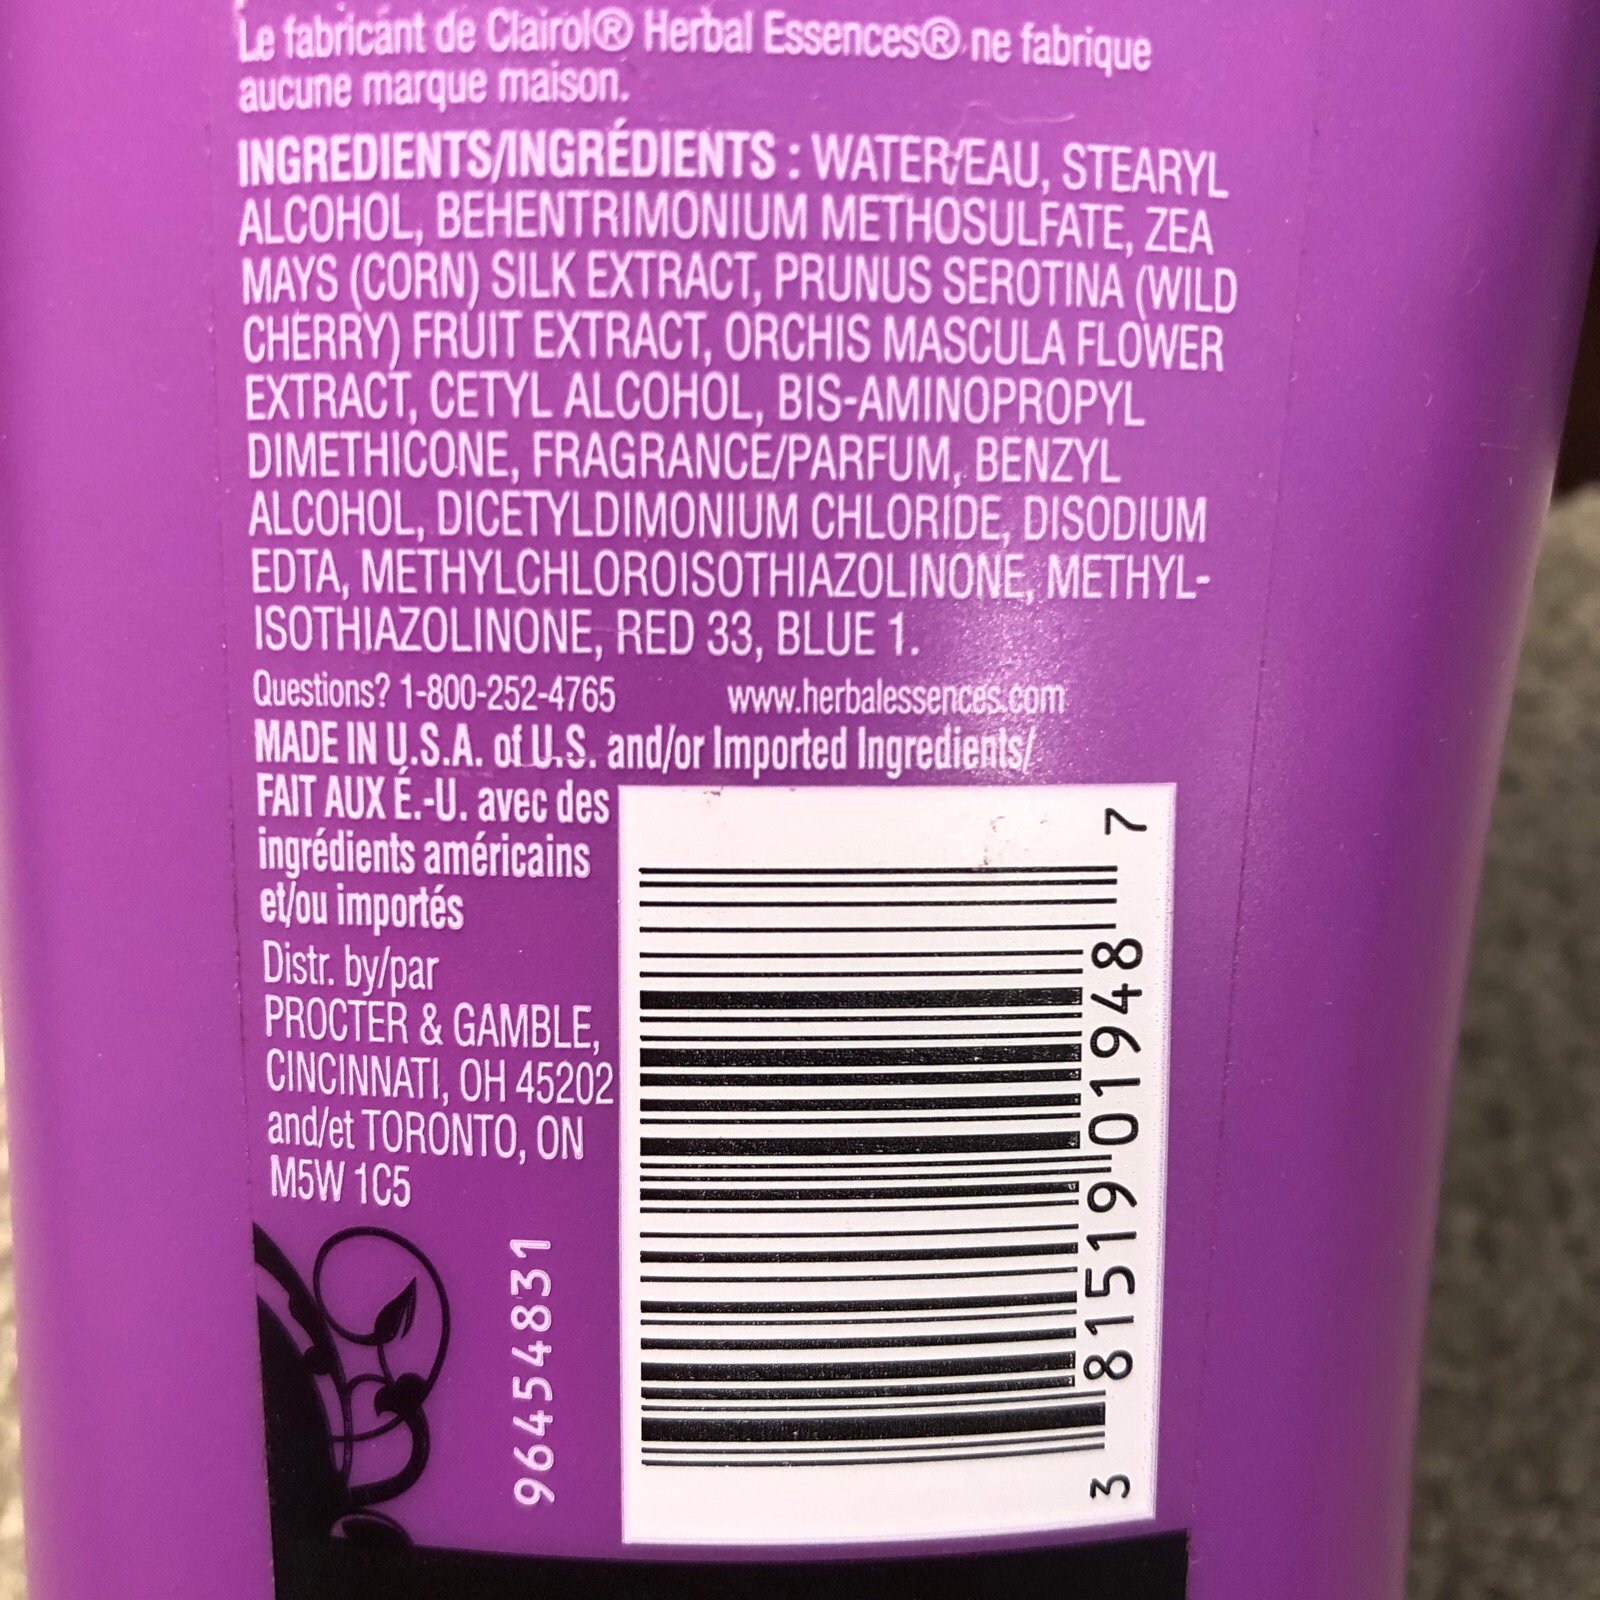 Le fabricant de Clairol® Herbal Essences® ne fabrique
aucune marque maison.
INGREDIENTS/INGRÉDIENTS : WATER/EAU, STEARYL
ALCOHOL, BEHENTRIMONIUM METHOSULFATE, ZEA
MAYS (CORN) SILK EXTRACT, PRUNUS SEROTINA (WILD
CHERRY) FRUIT EXTRACT, ORCHIS MASCULA FLOWER
EXTRACT, CETYL ALCOHOL, BIS-AMINOPROPYL
DIMETHICONE, FRAGRANCE/PARFUM, BENZYL
ALCOHOL, DICETYLDIMONIUM CHLORIDE, DISODIUM
EDTA, METHYLCHLOROISOTHIAZOLINONE, METHYL-
ISOTHIAZOLINONE, RED 33, BLUE 1.
Questions? 1-800-252-4765 www.herbalessences.com
MADE IN U.S.A. of U.S. and/or Imported Ingredients/
FAIT AUX É.-U. avec des
ingrédients américains
et/ou importés
Distr. by/par
PROCTER & GAMBLE,
CINCINNATI, OH 45202
and/et TORONTO, ON
M5W 1C5
96454831
3 81519 01948 7